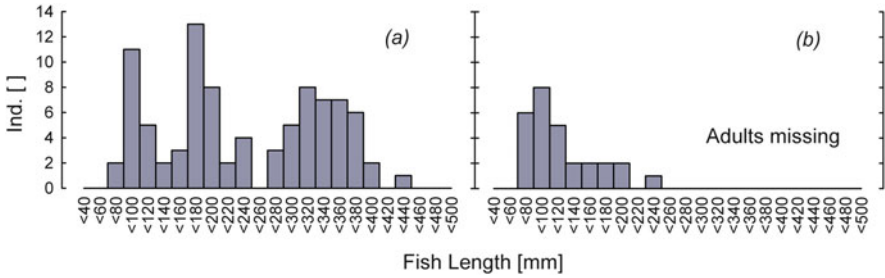 14
12
10
8
6
4
2
0
Ind. [ ]
(a)
(b)
Adults missing
<40 <60 <80 <100 <120 <140 <160 <180 <200 <220 <240 <260 <280 <300 <320 <340 <360 <380 <400 <420 <440 <460 <480 <500
<40 <60 <80 <100 <120 <140 <160 <180 <200 <220 <240 <260 <280 <300 <320 <340 <360 <380 <400 <420 <440 <460 <480 <500
Fish Length [mm]